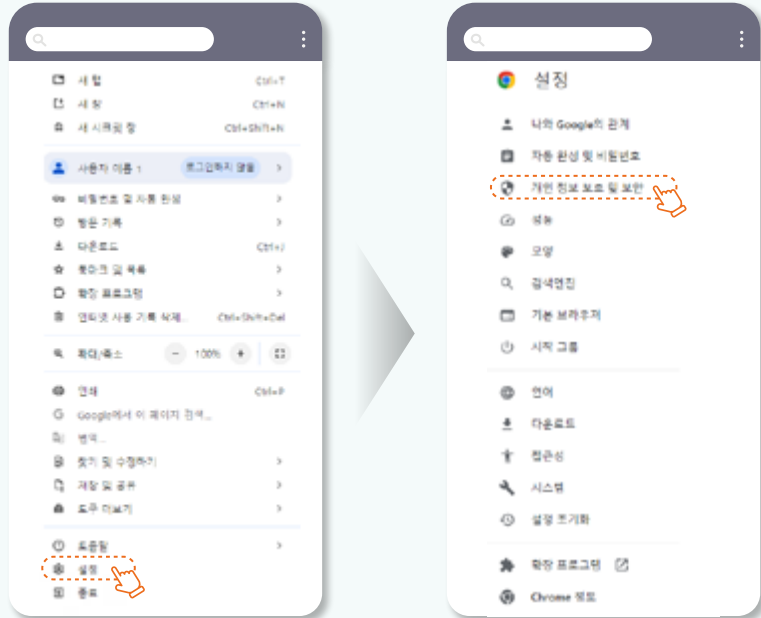 새 탭 Ctrl+T
새 창 Ctrl+N
새 시크릿 창 Ctrl+Shift+N
사용자 이름 1 로그인하지 않음
비밀번호 및 자동 완성
방문 기록
다운로드 Ctrl+J
북마크 및 목록
확장 프로그램
인터넷 사용 기록 삭제... Ctrl+Shift+Del
확대/축소 - 100% +
인쇄 Ctrl+P
Google에서 이 페이지 검색...
번역...
찾기 및 수정하기
저장 및 공유
도구 더보기
도움말
설정
종료
설정
나와 Google의 관계
자동 완성 및 비밀번호
개인 정보 보호 및 보안
성능
모양
검색엔진
기본 브라우저
시작 그룹
언어
다운로드
접근성
시스템
설정 초기화
확장 프로그램
Chrome 정보